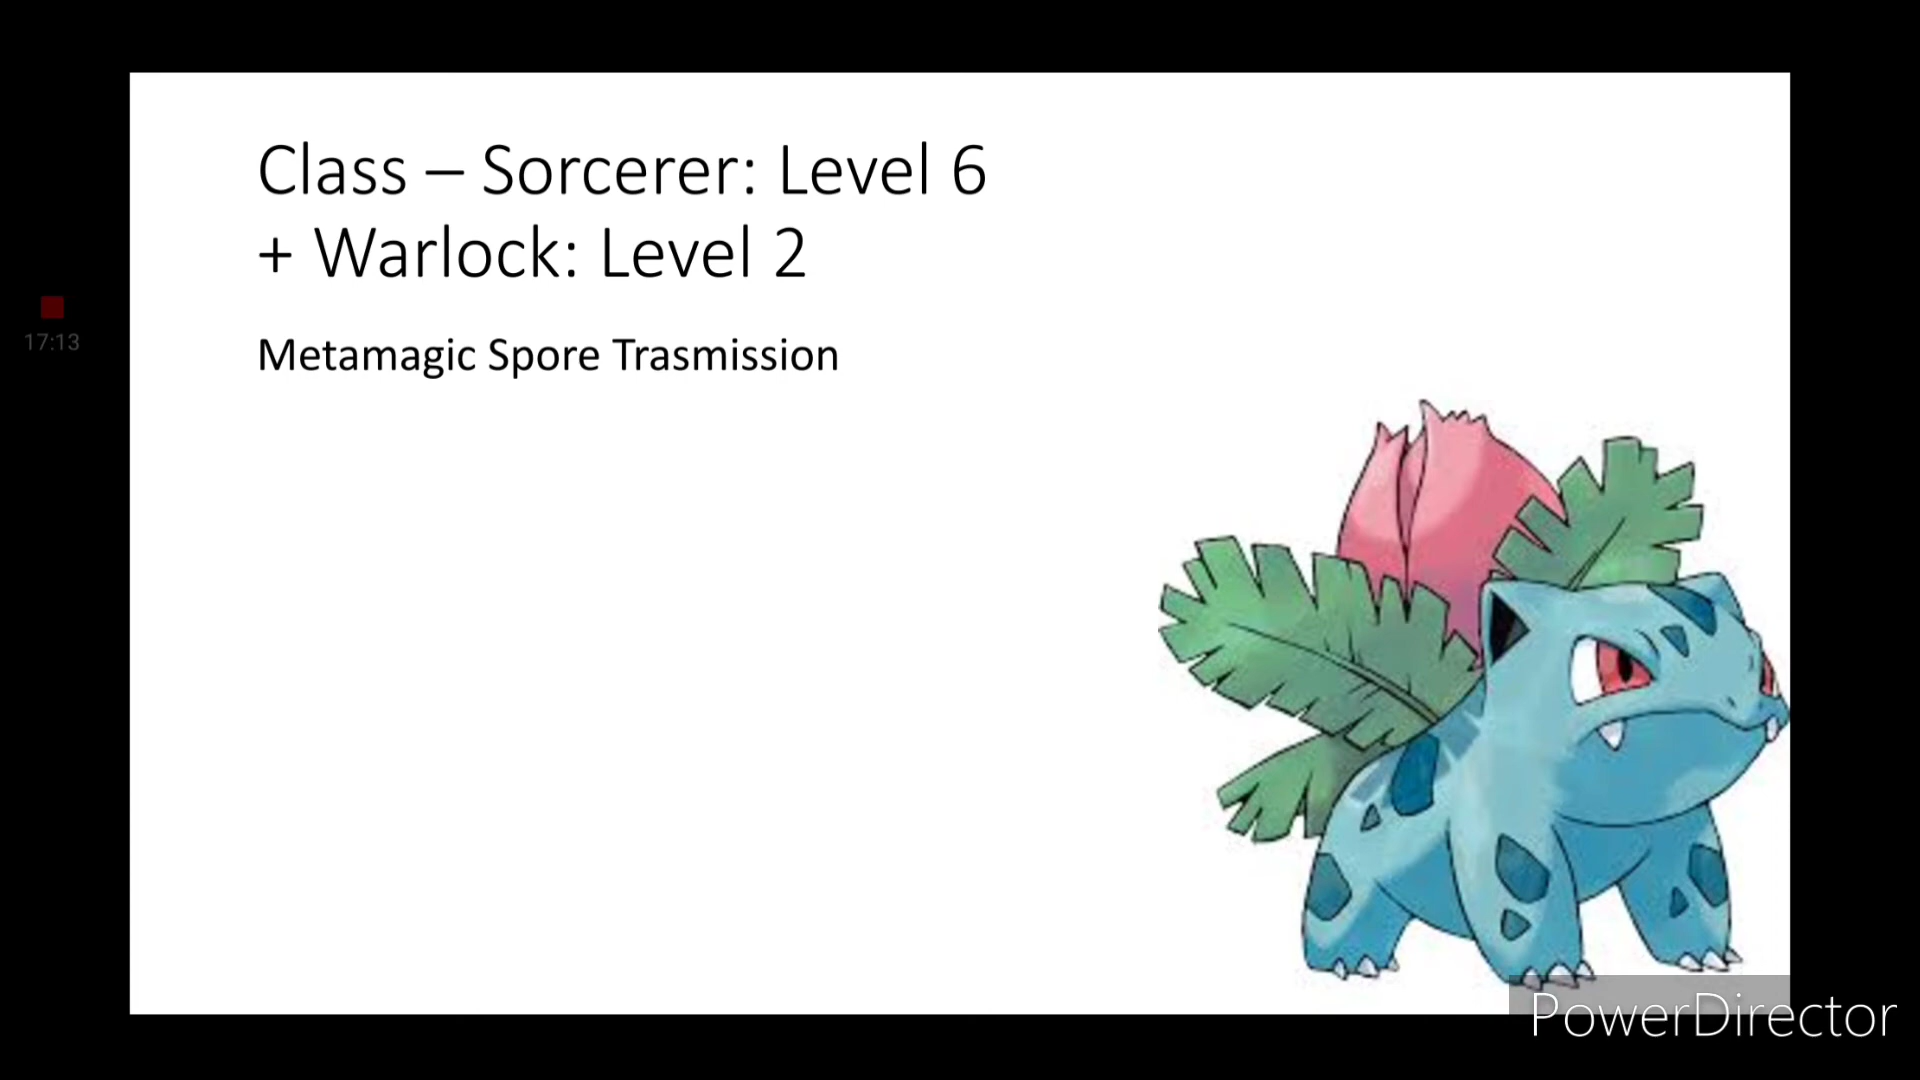 Class – Sorcerer: Level 6
+ Warlock: Level 2
17:13
Metamagic Spore Trasmission
PowerDirector